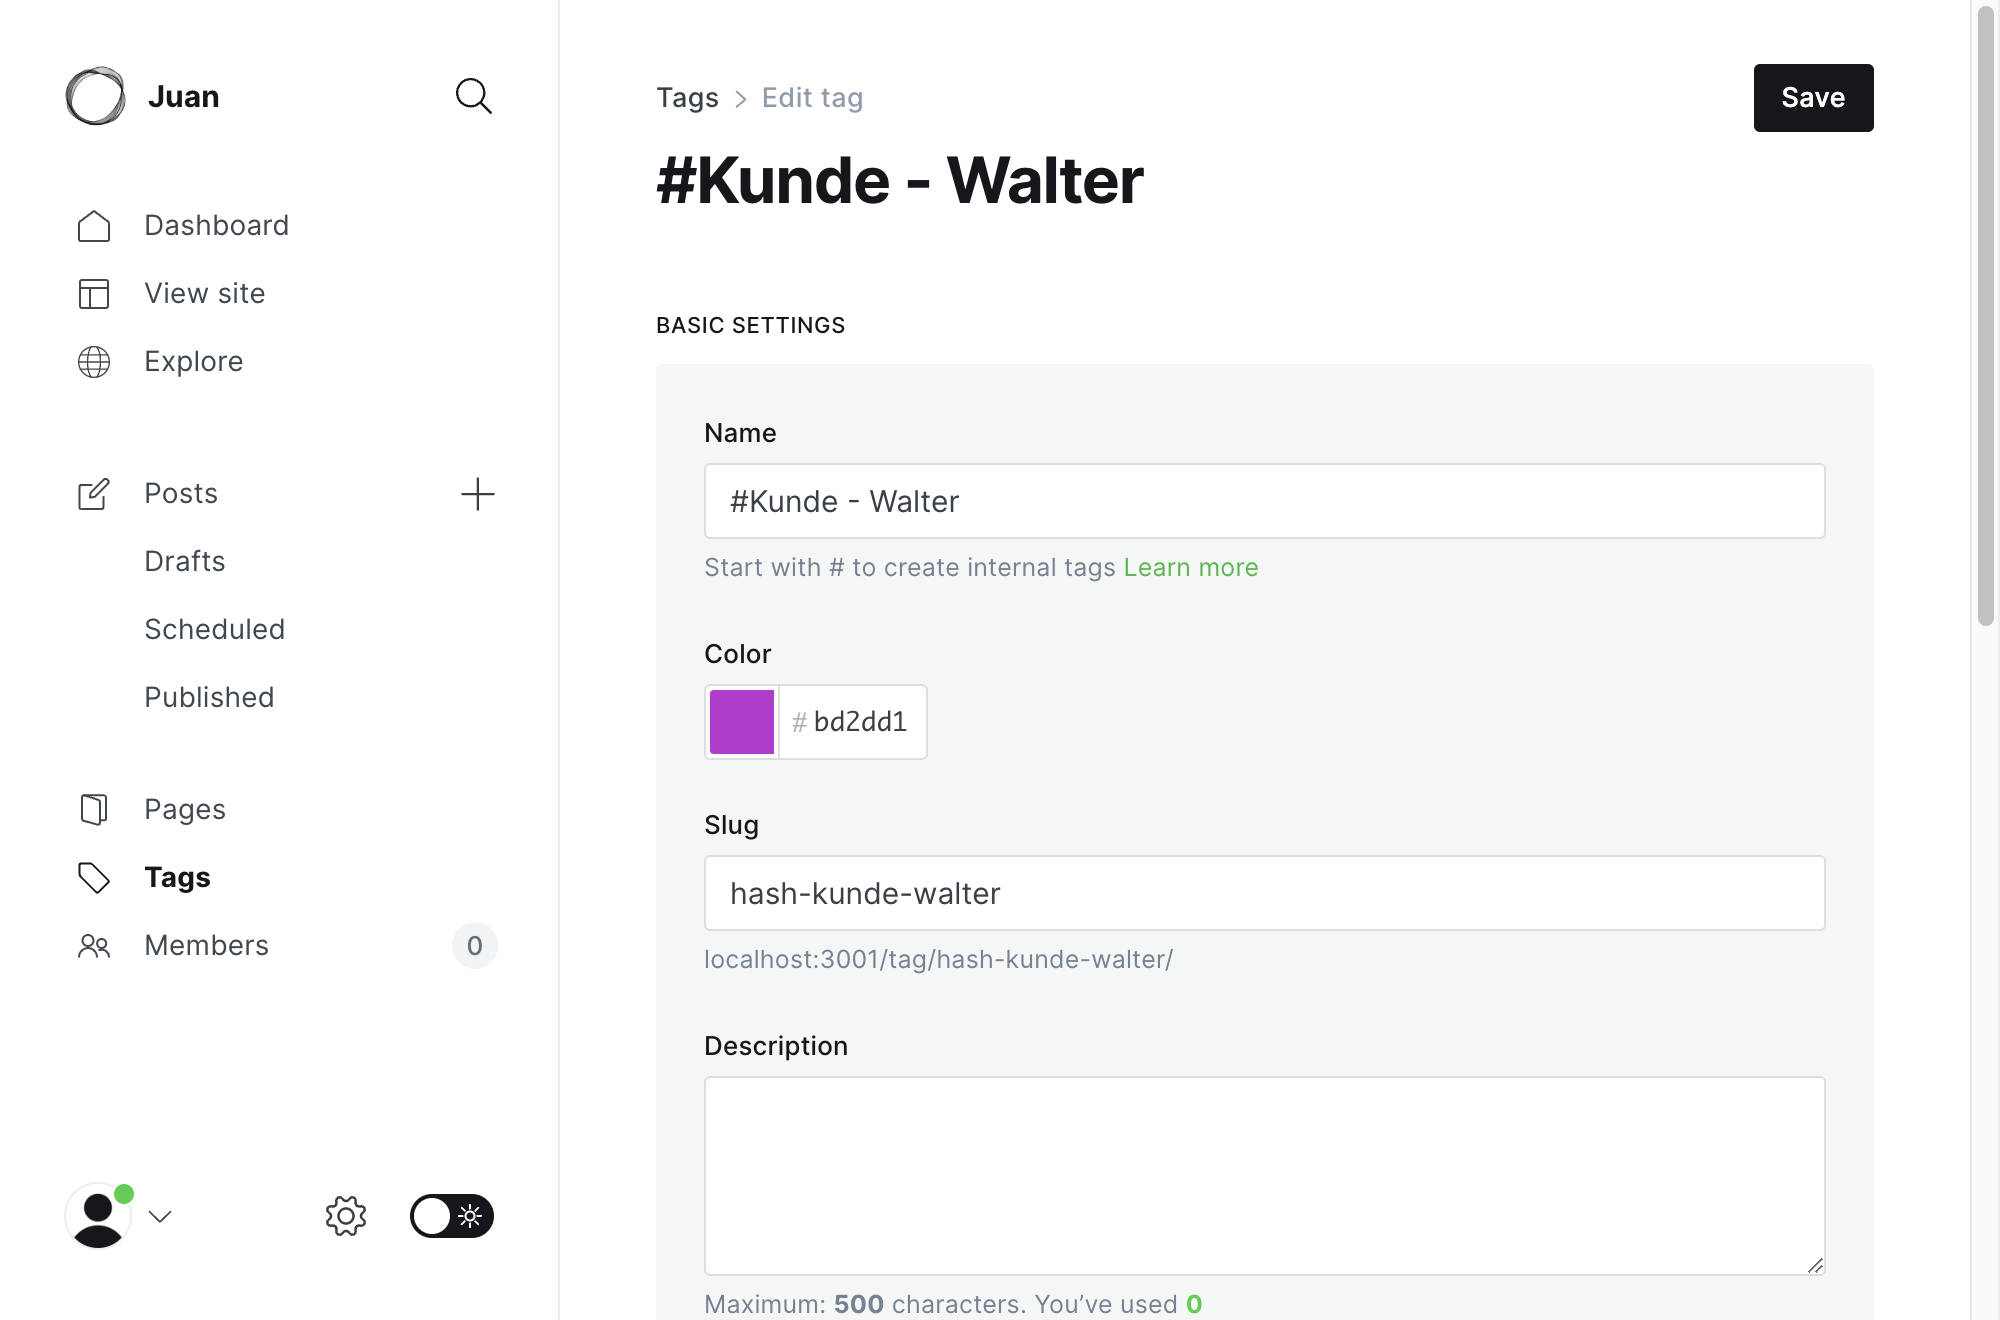 Juan
Dashboard
View site
Explore
Posts
Drafts
Scheduled
Published
Pages
Tags
Members 0
Tags > Edit tag
Save
#Kunde - Walter
BASIC SETTINGS
Name
#Kunde - Walter
Start with # to create internal tags Learn more
Color
# bd2dd1
Slug
hash-kunde-walter
localhost:3001/tag/hash-kunde-walter/
Description
Maximum: 500 characters. You’ve used 0